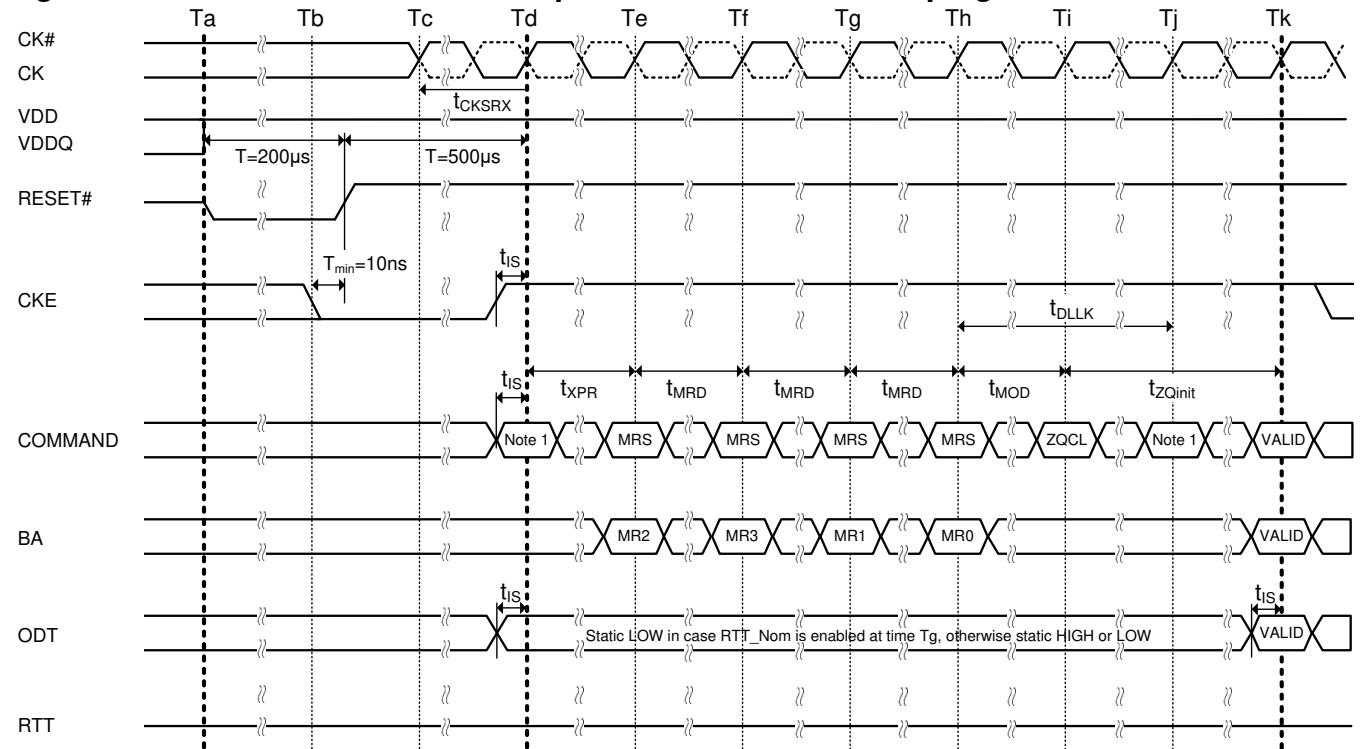 Ta Tb Tc Td Te Tf Tg Th Ti Tj Tk
CK#
CK
tCKSRX
VDD
VDDQ
T=200µs T=500µs
RESET#
tIS
Tmin=10ns
CKE
tDLLK
tIS tXPR tMRD tMRD tMRD tMOD tZQinit
COMMAND Note 1 MRS MRS MRS MRS ZQCL Note 1 VALID
BA MR2 MR3 MR1 MR0 VALID
tIS tIS
ODT Static LOW in case RTT_Nom is enabled at time Tg, otherwise static HIGH or LOW VALID
RTT